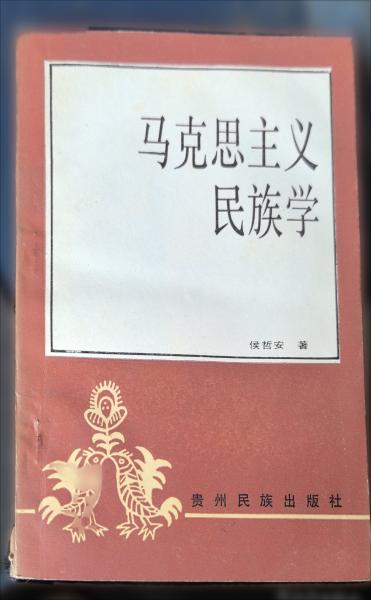 马克思主义
民族学
侯哲安 著
贵州民族出版社